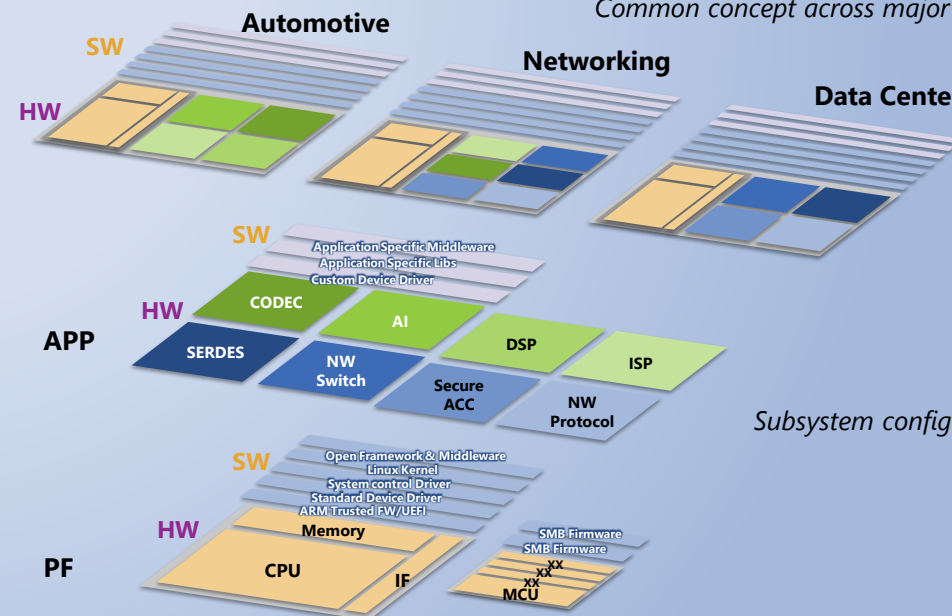 Common concept across major
Automotive
SW
Networking
HW
Data Cente
SW
Application Specific Middleware
Application Specific Libs
Custom Device Driver
HW
CODEC
AI
APP
DSP
SERDES
ISP
NW
Switch
Secure
ACC
NW
Protocol
Subsystem config
SW
Open Framework & Middleware
Linux Kernel
System control Driver
Standard Device Driver
ARM Trusted FW/UEFI
HW
Memory
SMB Firmware
SMB Firmware
PF
CPU
IF
XX
XX
XX
MCU